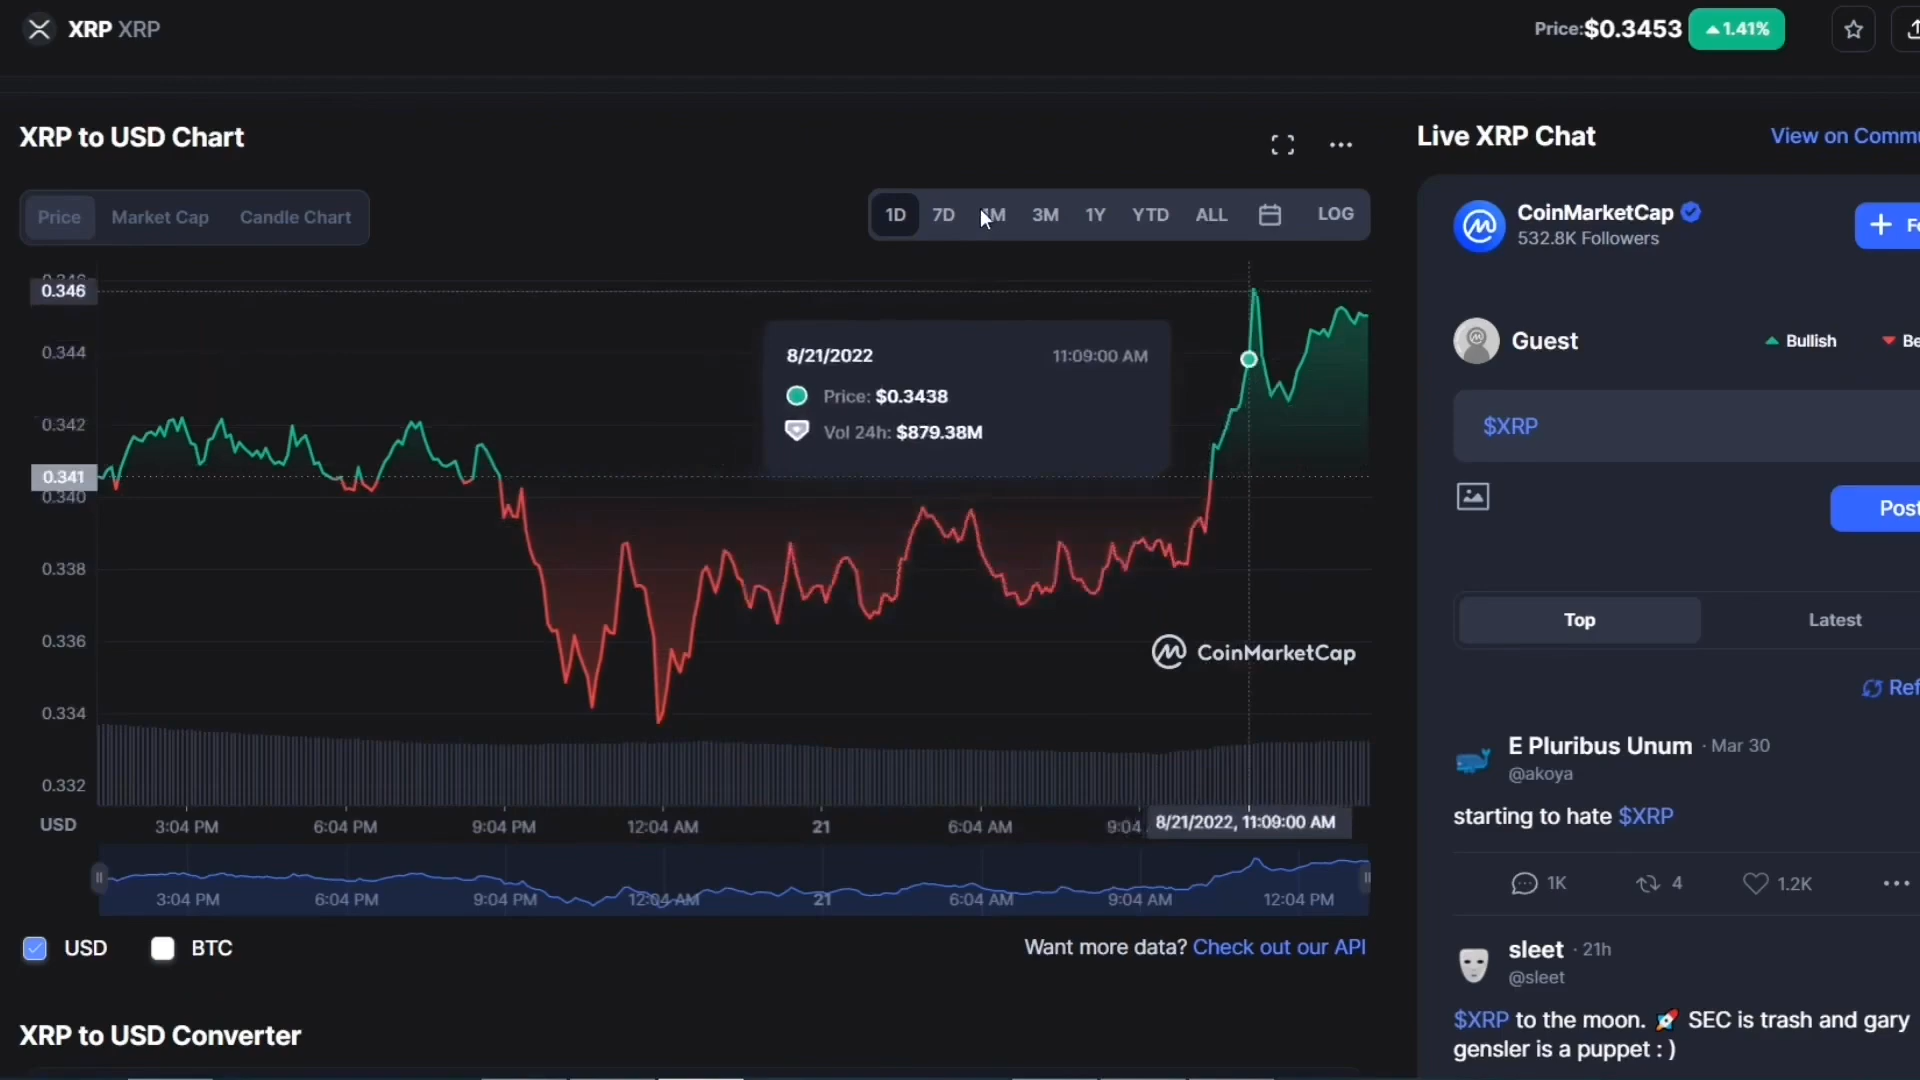 XRP XRP
Price:$0.3453 1.41%
XRP to USD Chart
Live XRP Chat
View on Commu
Price Market Cap Candle Chart
1D 7D 1M 3M 1Y YTD ALL LOG
CoinMarketCap
532.8K Followers
Fo
0.346
0.346
0.344
0.342
0.341
0.340
0.338
0.336
0.334
0.332
8/21/2022 11:09:00 AM
Price: $0.3438
Vol 24h: $879.38M
CoinMarketCap
USD 3:04 PM 6:04 PM 9:04 PM 12:04 AM 21 6:04 AM 9:04 8/21/2022, 11:09:00 AM
3:04 PM 6:04 PM 9:04 PM 12:04 AM 21 6:04 AM 9:04 AM 12:04 PM
USD BTC
Want more data? Check out our API
XRP to USD Converter
Guest
Bullish
Be
$XRP
Post
Top Latest
Ref
E Pluribus Unum · Mar 30
@akoya
starting to hate $XRP
1K 4 1.2K
sleet · 21h
@sleet
$XRP to the moon. 🚀 SEC is trash and gary
gensler is a puppet : )